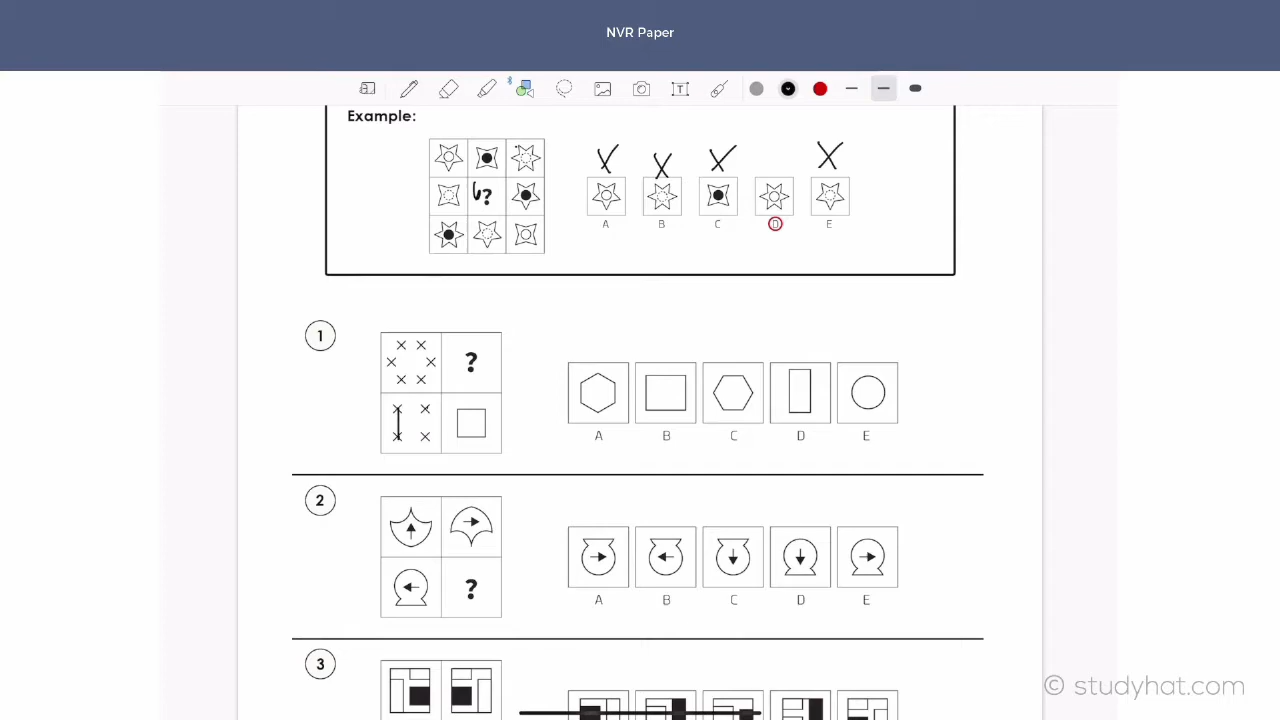 NVR Paper
Example:
?
A B C D E
1
?
A B C D E
2
?
A B C D E
3
© studyhat.com